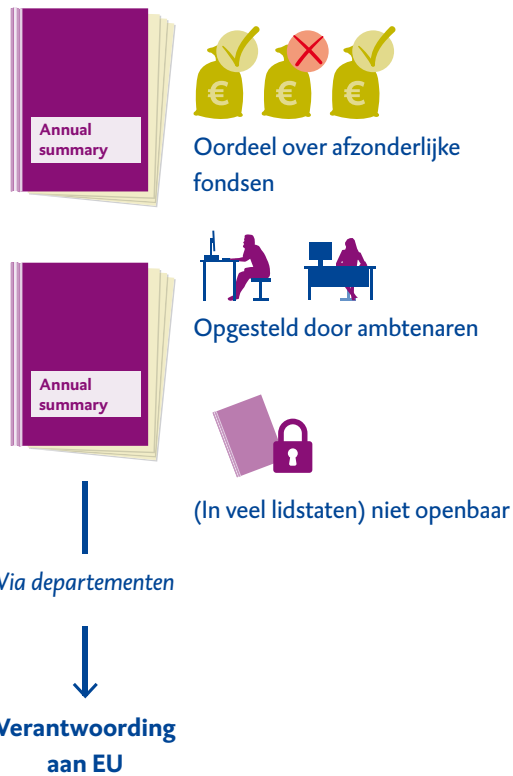 Annual
summary
Oordeel over afzonderlijke
fondsen
Annual
summary
Opgesteld door ambtenaren
(In veel lidstaten) niet openbaar
Via departementen
Verantwoording
aan EU